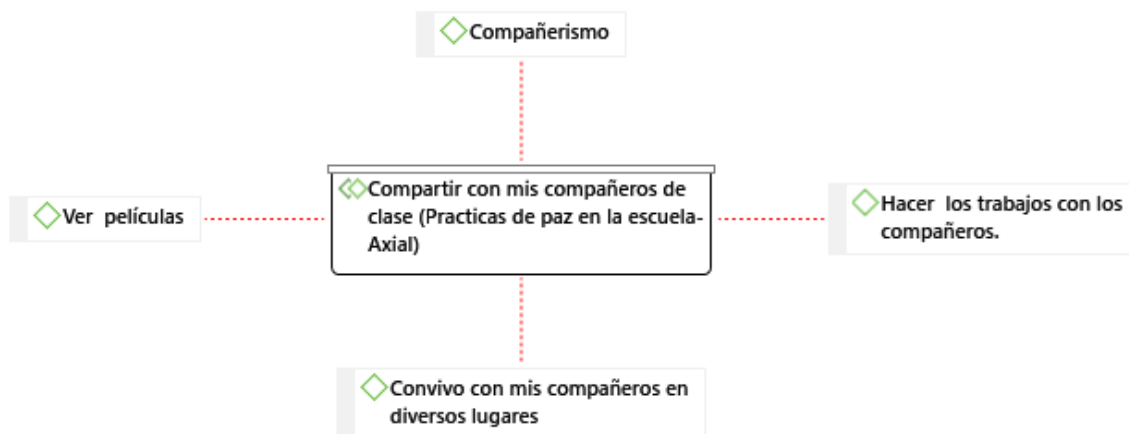 Compañerismo
Compartir con mis compañeros de
clase (Practicas de paz en la escuela-
Axial)
Ver películas
Hacer los trabajos con los
compañeros.
Convivo con mis compañeros en
diversos lugares